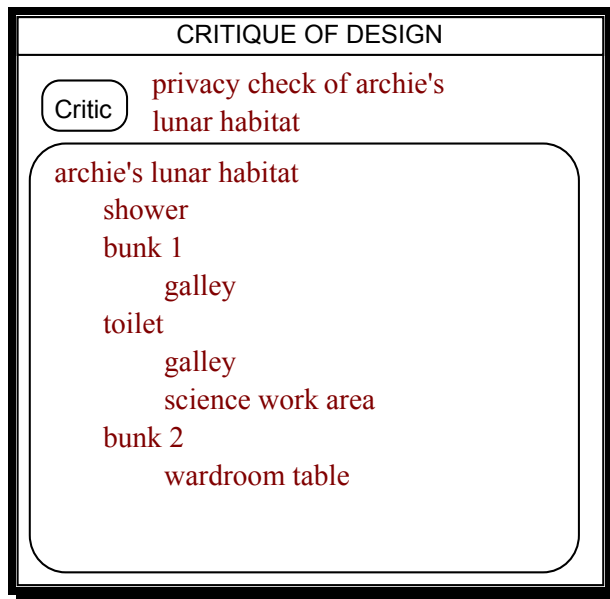 CRITIQUE OF DESIGN
Critic
privacy check of archie's
lunar habitat
archie's lunar habitat
shower
bunk 1
galley
toilet
galley
science work area
bunk 2
wardroom table